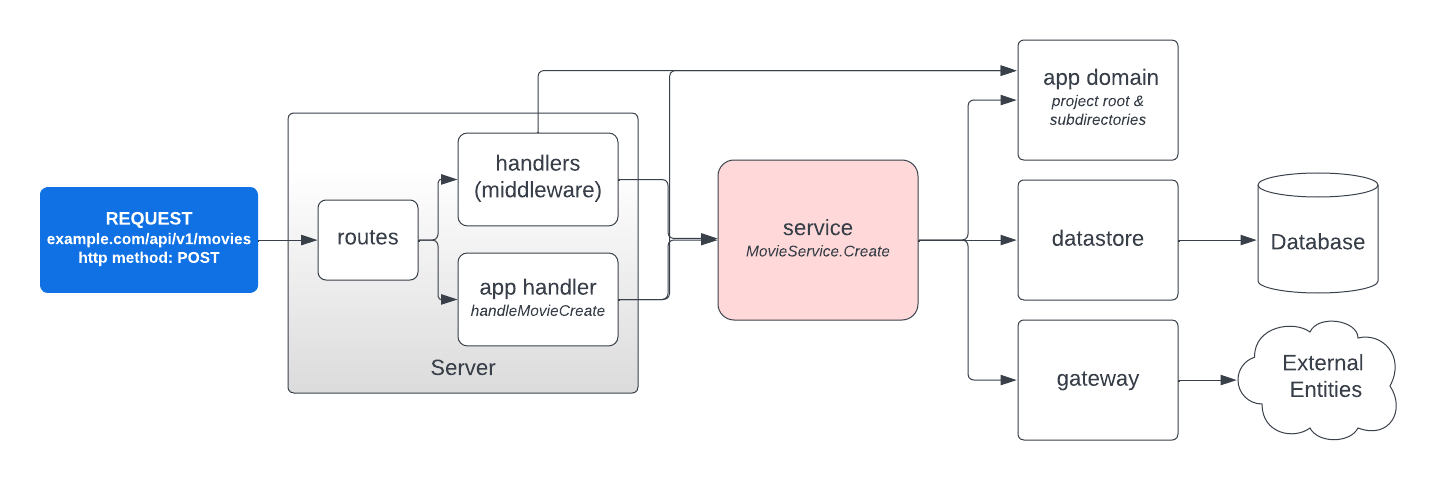 REQUEST
example.com/api/v1/movies
http method: POST
routes
handlers
(middleware)
app handler
handleMovieCreate
Server
service
MovieService.Create
app domain
project root &
subdirectories
datastore
Database
gateway
External
Entities